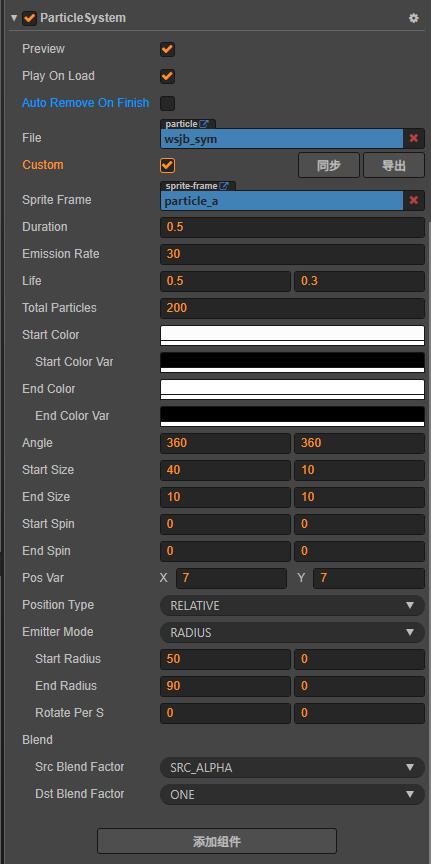 ParticleSystem
Preview
Play On Load
Auto Remove On Finish
particle
File wsjb_sym
Custom 同步 导出
sprite-frame
Sprite Frame particle_a
Duration 0.5
Emission Rate 30
Life 0.5 0.3
Total Particles 200
Start Color
Start Color Var
End Color
End Color Var
Angle 360 360
Start Size 40 10
End Size 10 10
Start Spin 0 0
End Spin 0 0
Pos Var X 7 Y 7
Position Type RELATIVE
Emitter Mode RADIUS
Start Radius 50 0
End Radius 90 0
Rotate Per S 0 0
Blend
Src Blend Factor SRC_ALPHA
Dst Blend Factor ONE
添加组件